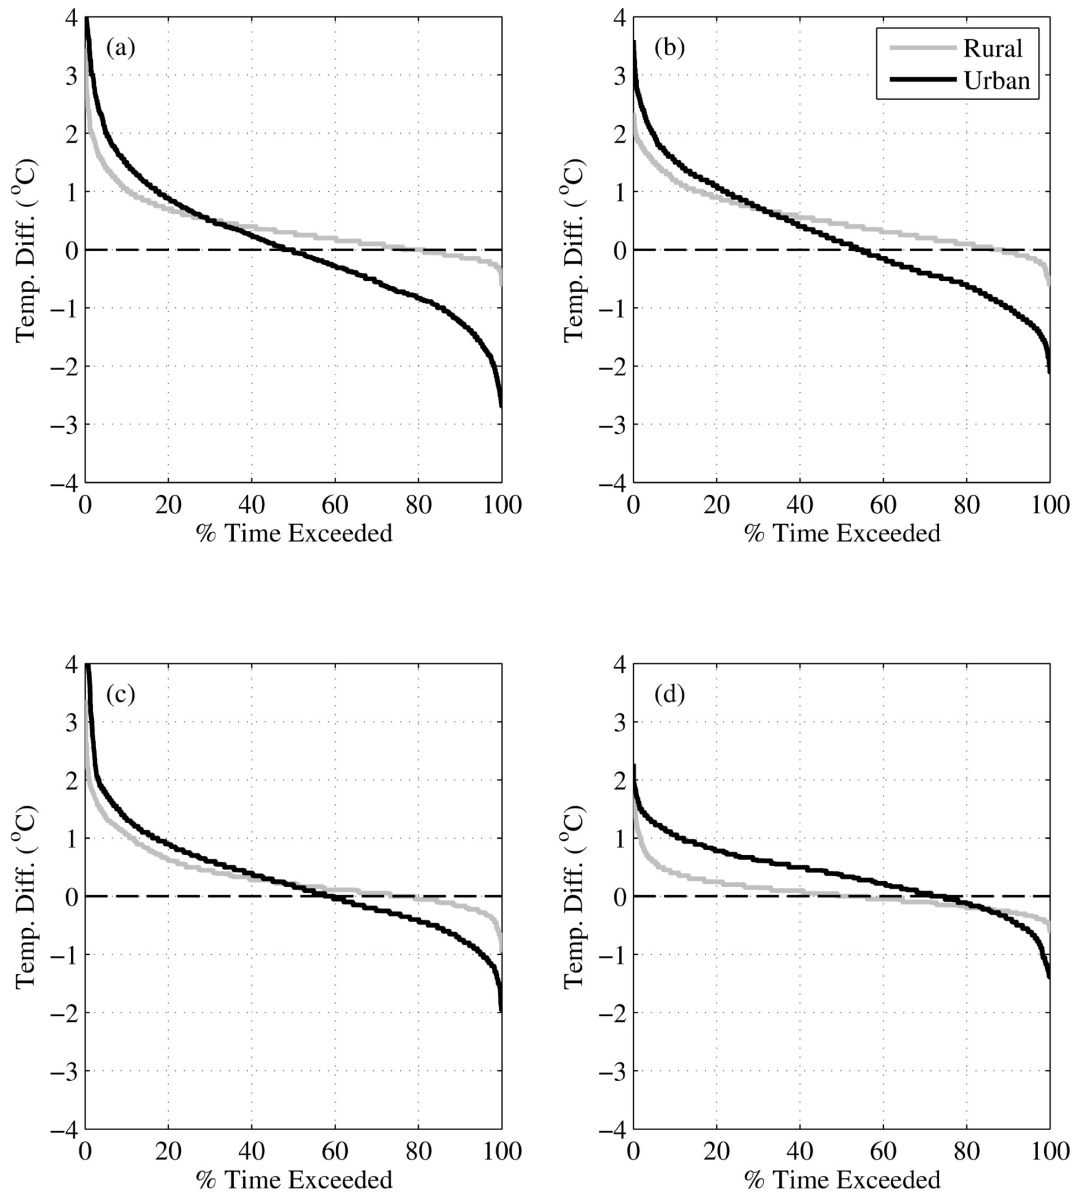 4
3
2
1
0
−1
−2
−3
−4
Temp. Diff. ( °C)
(a)
0 20 40 60 80 100
% Time Exceeded
4
3
2
1
0
−1
−2
−3
−4
Temp. Diff. ( °C)
(b)
Rural
Urban
0 20 40 60 80 100
% Time Exceeded
4
3
2
1
0
−1
−2
−3
−4
Temp. Diff. ( °C)
(c)
0 20 40 60 80 100
% Time Exceeded
4
3
2
1
0
−1
−2
−3
−4
Temp. Diff. ( °C)
(d)
0 20 40 60 80 100
% Time Exceeded